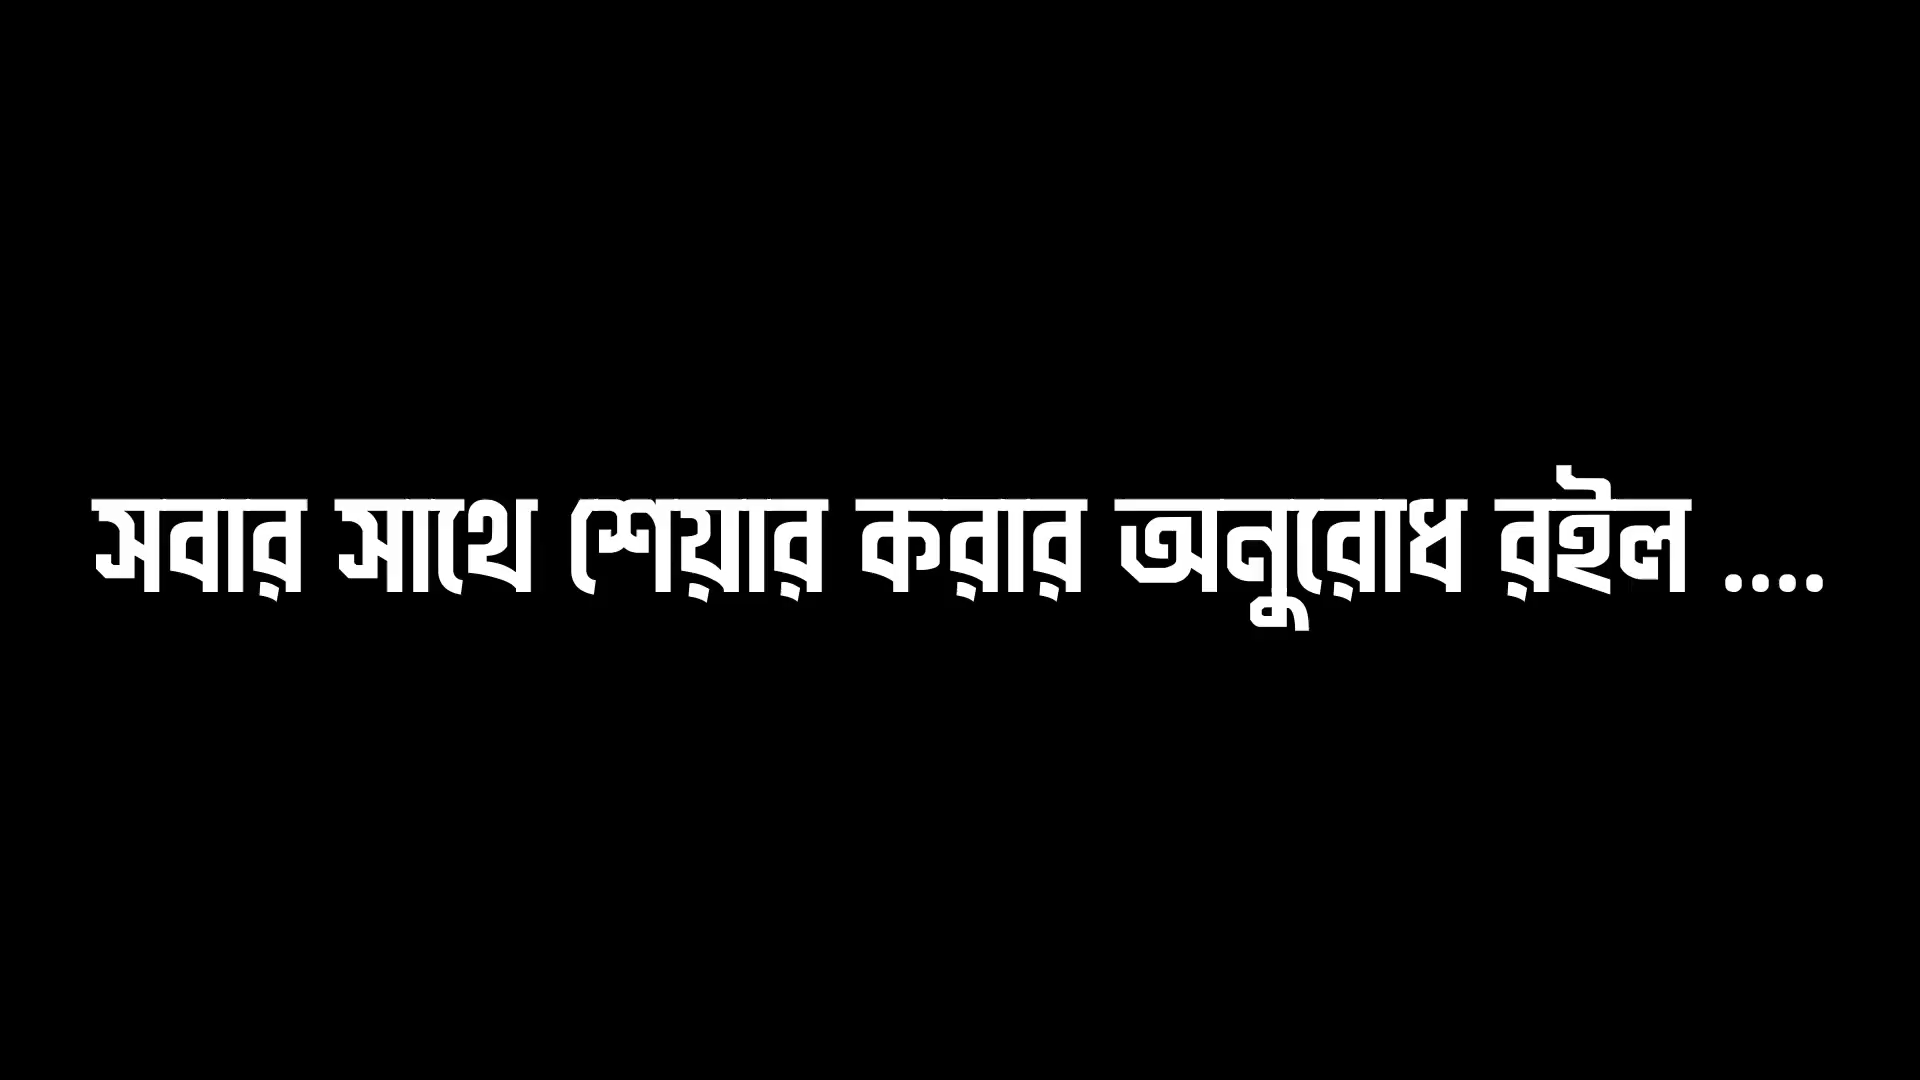 সবার সাথে শেয়ার করার অনুরোধ রইল ....